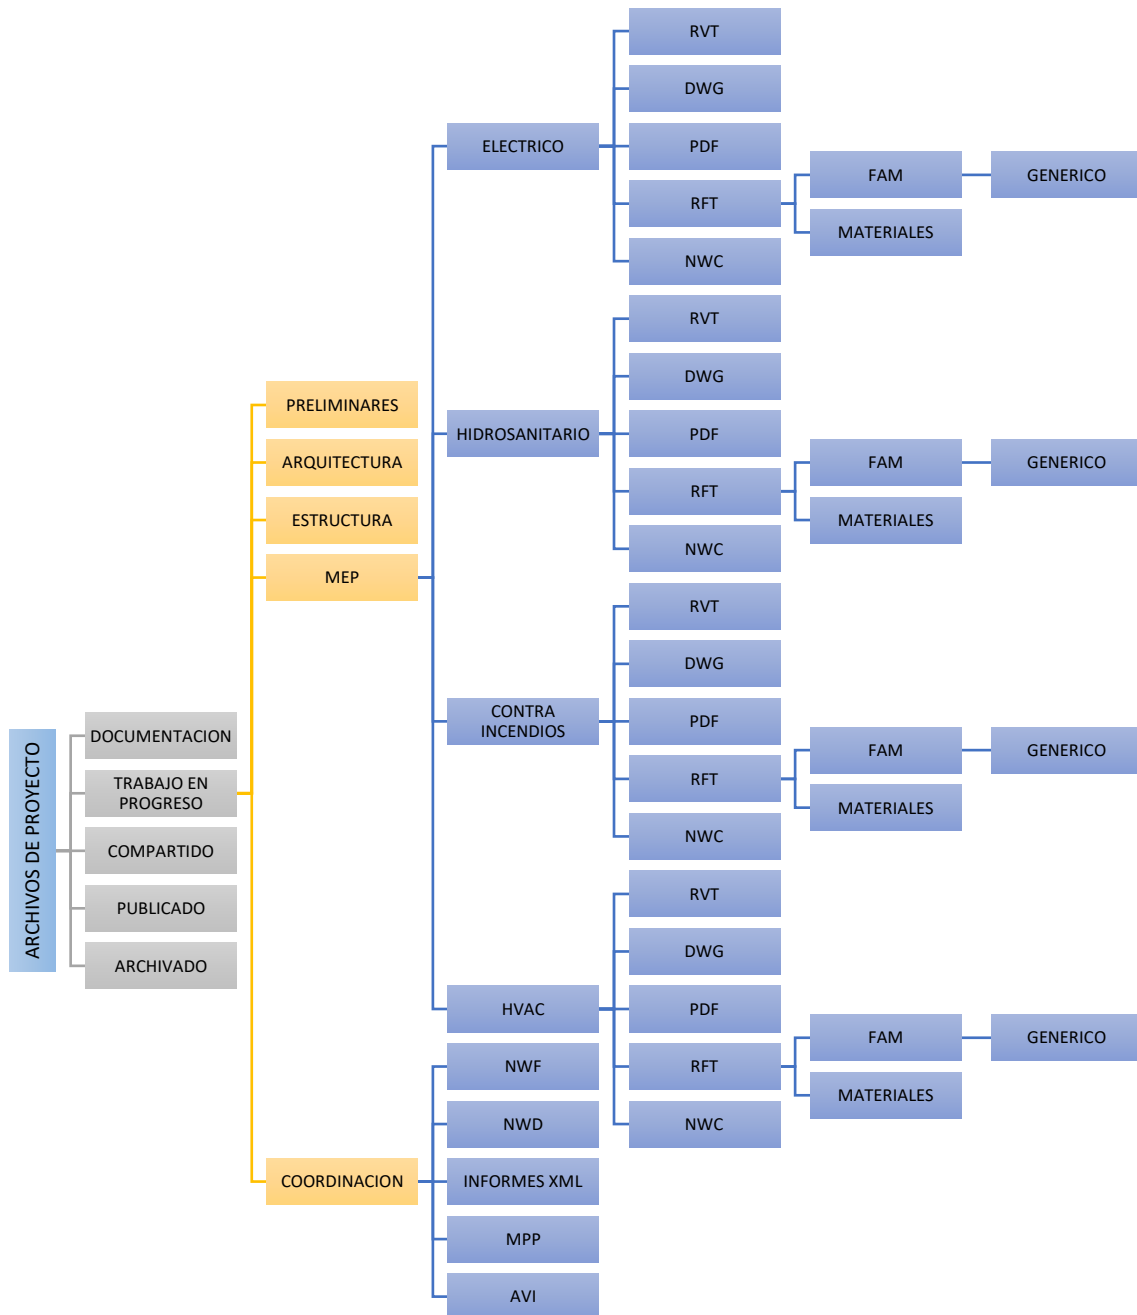 ARCHIVOS DE PROYECTO
DOCUMENTACION
TRABAJO EN
PROGRESO
PRELIMINARES
ARQUITECTURA
ESTRUCTURA
MEP
ELECTRICO
RVT
DWG
PDF
RFT
FAM
GENERICO
MATERIALES
NWC
HIDROSANITARIO
RVT
DWG
PDF
RFT
FAM
GENERICO
MATERIALES
NWC
CONTRA
INCENDIOS
RVT
DWG
PDF
RFT
FAM
GENERICO
MATERIALES
NWC
HVAC
RVT
DWG
PDF
RFT
FAM
GENERICO
MATERIALES
NWC
COORDINACION
NWF
NWD
INFORMES XML
MPP
AVI
COMPARTIDO
PUBLICADO
ARCHIVADO